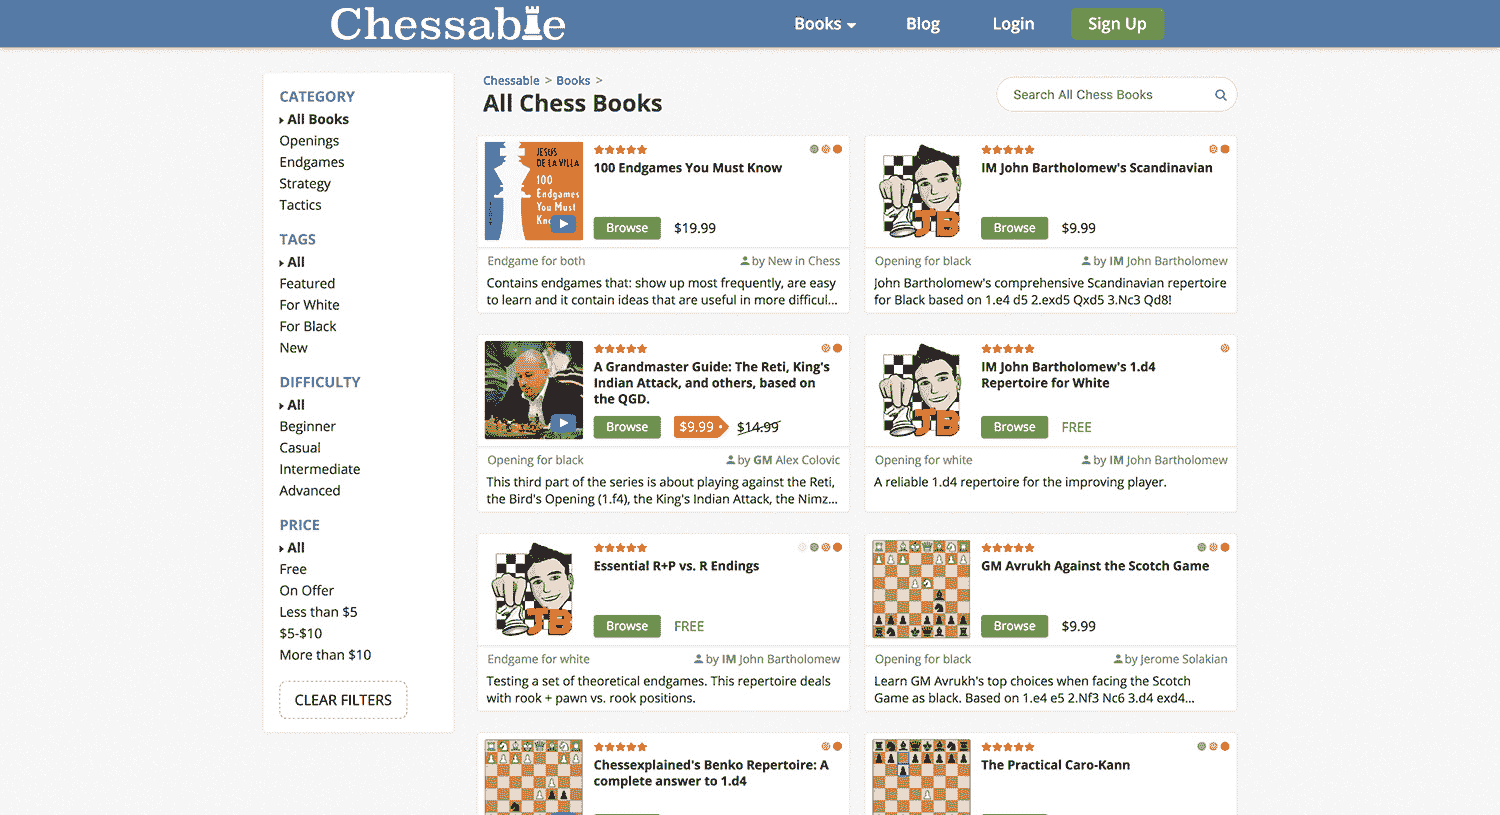 Chessable
Books
Blog
Login
Sign Up
CATEGORY
All Books
Openings
Endgames
Strategy
Tactics
TAGS
All
Featured
For White
For Black
New
DIFFICULTY
All
Beginner
Casual
Intermediate
Advanced
PRICE
All
Free
On Offer
Less than $5
$5-$10
More than $10
CLEAR FILTERS
Chessable > Books >
All Chess Books
Search All Chess Books
JESUS
DE LA VILLA
100
Endgames
You Must
100 Endgames You Must Know
Browse
$19.99
Endgame for both
by New in Chess
Contains endgames that: show up most frequently, are easy
to learn and it contain ideas that are useful in more difficul...
JB
IM John Bartholomew's Scandinavian
Browse
$9.99
Opening for black
by IM John Bartholomew
John Bartholomew's comprehensive Scandinavian repertoire
for Black based on 1.e4 d5 2.exd5 Qxd5 3.Nc3 Qd8!
A Grandmaster Guide: The Reti, King's
Indian Attack, and others, based on
the QGD.
Browse
$9.99
$14.99
Opening for black
by GM Alex Colovic
This third part of the series is about playing against the Reti,
the Bird's Opening (1.f4), the King's Indian Attack, the Nimz...
JB
IM John Bartholomew's 1.d4
Repertoire for White
Browse
FREE
Opening for white
by IM John Bartholomew
A reliable 1.d4 repertoire for the improving player.
JB
Essential R+P vs. R Endings
Browse
FREE
Endgame for white
by IM John Bartholomew
Testing a set of theoretical endgames. This repertoire deals
with rook + pawn vs. rook positions.
GM Avrukh Against the Scotch Game
Browse
$9.99
Opening for black
by Jerome Solakian
Learn GM Avrukh's top choices when facing the Scotch
Game as black. Based on 1.e4 e5 2.Nf3 Nc6 3.d4 exd4...
Chessexplained's Benko Repertoire: A
complete answer to 1.d4
The Practical Caro-Kann